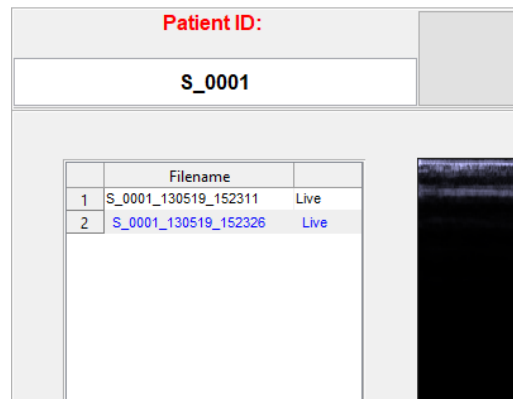 Patient ID:
S_0001
Filename
1 S_0001_130519_152311 Live
2 S_0001_130519_152326 Live